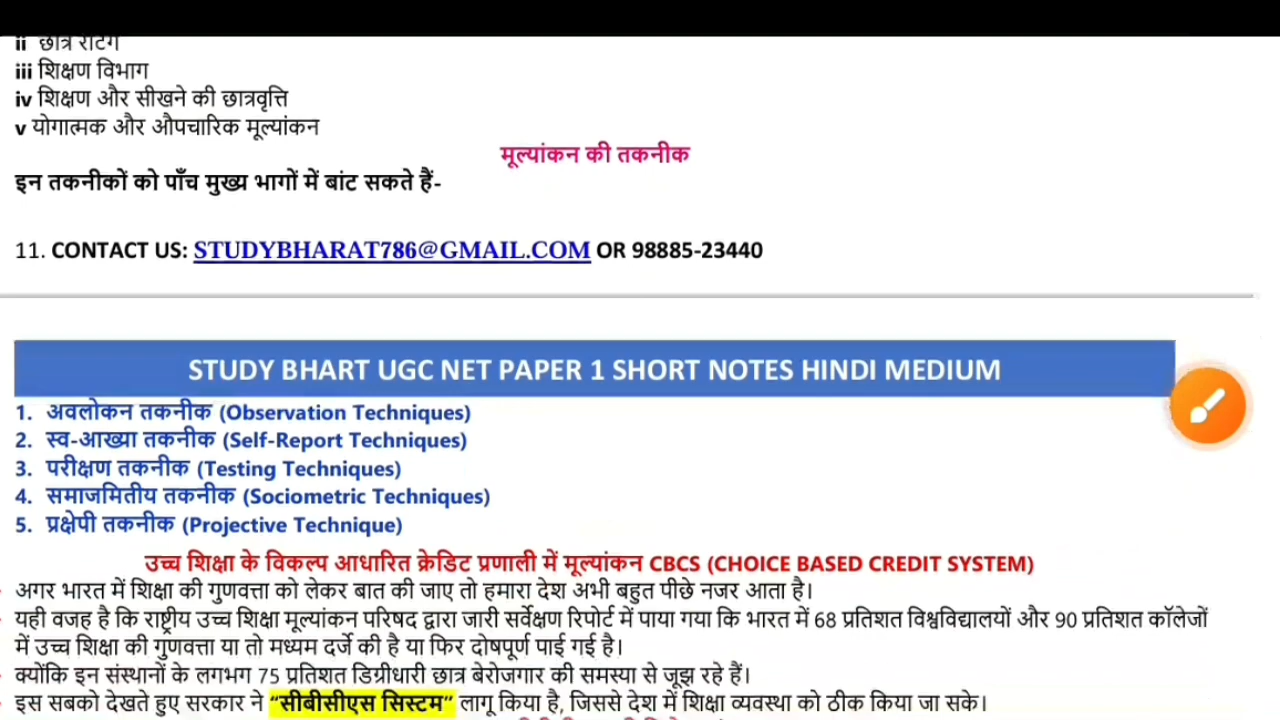 ii छात्र रेटिंग
iii शिक्षण विभाग
iv शिक्षण और सीखने की छात्रवृत्ति
v योगात्मक और औपचारिक मूल्यांकन
मूल्यांकन की तकनीक
इन तकनीकों को पाँच मुख्य भागों में बांट सकते हैं-
11. CONTACT US: STUDYBHARAT786@GMAIL.COM OR 98885-23440
STUDY BHART UGC NET PAPER 1 SHORT NOTES HINDI MEDIUM
1. अवलोकन तकनीक (Observation Techniques)
2. स्व-आख्या तकनीक (Self-Report Techniques)
3. परीक्षण तकनीक (Testing Techniques)
4. समाजमितीय तकनीक (Sociometric Techniques)
5. प्रक्षेपी तकनीक (Projective Technique)
उच्च शिक्षा के विकल्प आधारित क्रेडिट प्रणाली में मूल्यांकन CBCS (CHOICE BASED CREDIT SYSTEM)
अगर भारत में शिक्षा की गुणवत्ता को लेकर बात की जाए तो हमारा देश अभी बहुत पीछे नजर आता है।
यही वजह है कि राष्ट्रीय उच्च शिक्षा मूल्यांकन परिषद द्वारा जारी सर्वेक्षण रिपोर्ट में पाया गया कि भारत में 68 प्रतिशत विश्वविद्यालयों और 90 प्रतिशत कॉलेजों
में उच्च शिक्षा की गुणवत्ता या तो मध्यम दर्जे की है या फिर दोषपूर्ण पाई गई है।
क्योंकि इन संस्थानों के लगभग 75 प्रतिशत डिग्रीधारी छात्र बेरोजगार की समस्या से जूझ रहे हैं।
इस सबको देखते हुए सरकार ने “सीबीसीएस सिस्टम” लागू किया है, जिससे देश में शिक्षा व्यवस्था को ठीक किया जा सके।